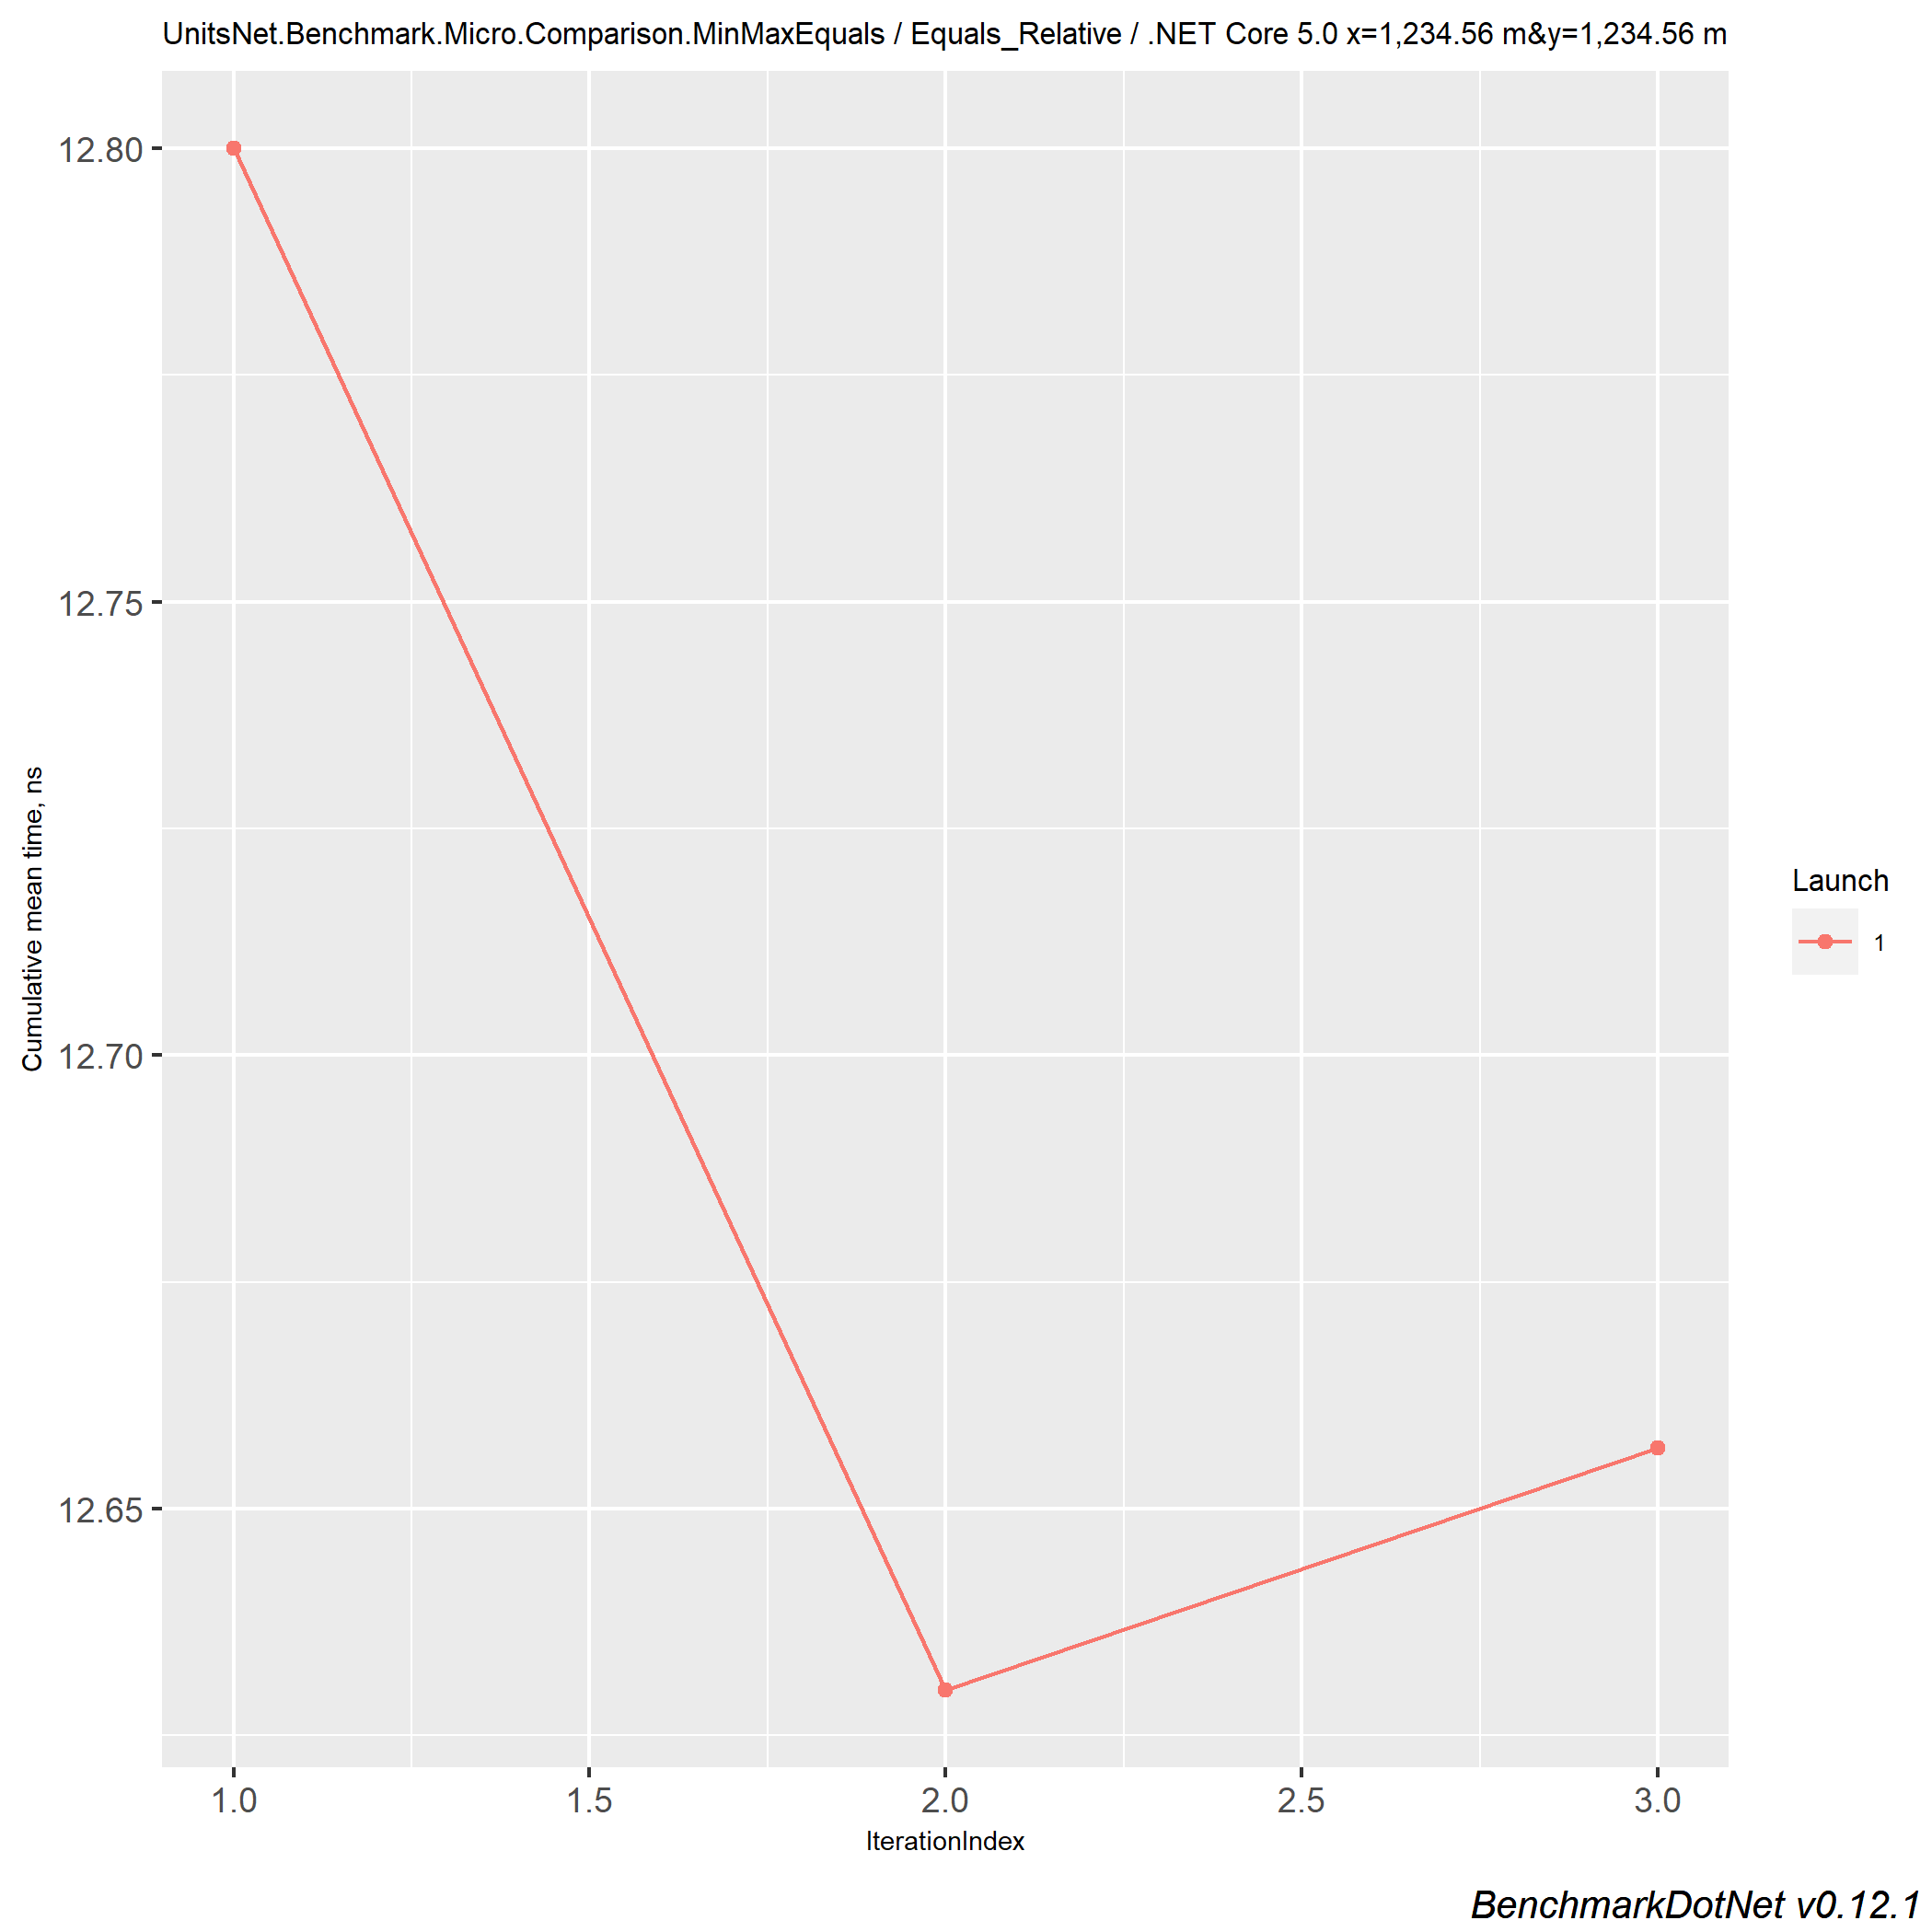 UnitsNet.Benchmark.Micro.Comparison.MinMaxEquals / Equals_Relative / .NET Core 5.0 x=1,234.56 m&y=1,234.56 m
12.80
12.75
12.70
12.65
Cumulative mean time, ns
1.0 1.5 2.0 2.5 3.0
IterationIndex
Launch
1
BenchmarkDotNet v0.12.1